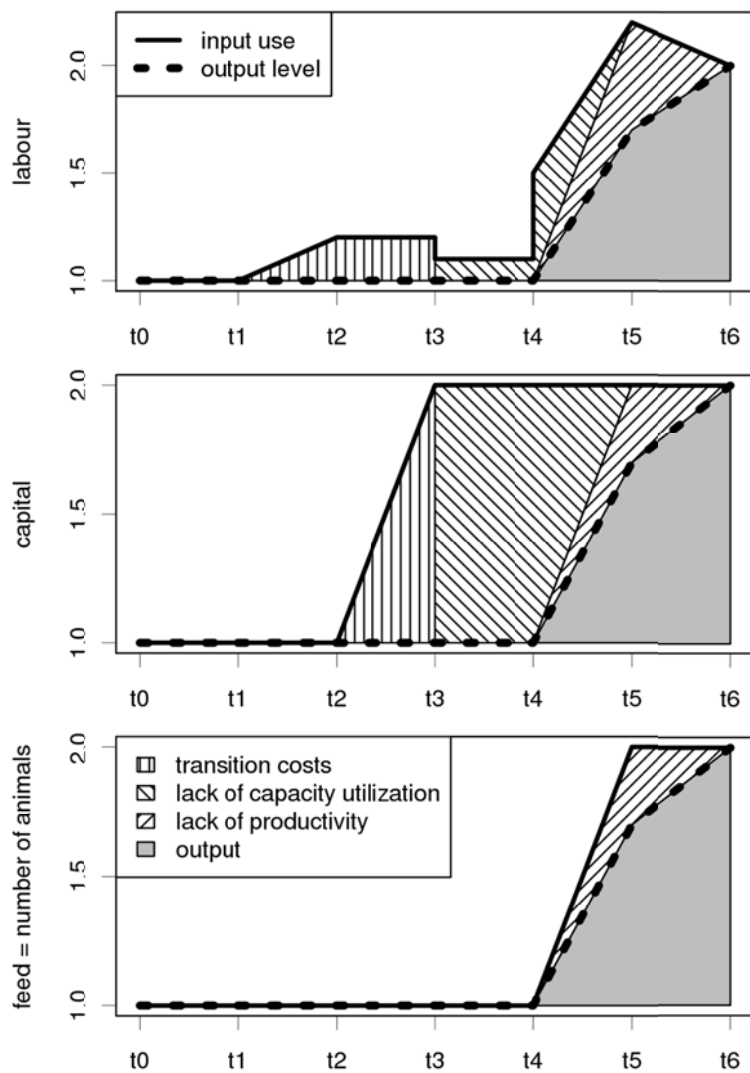 input use
output level
labour
2.0
1.5
1.0
t0 t1 t2 t3 t4 t5 t6
capital
2.0
1.5
1.0
t0 t1 t2 t3 t4 t5 t6
transition costs
lack of capacity utilization
lack of productivity
output
feed = number of animals
2.0
1.5
1.0
t0 t1 t2 t3 t4 t5 t6